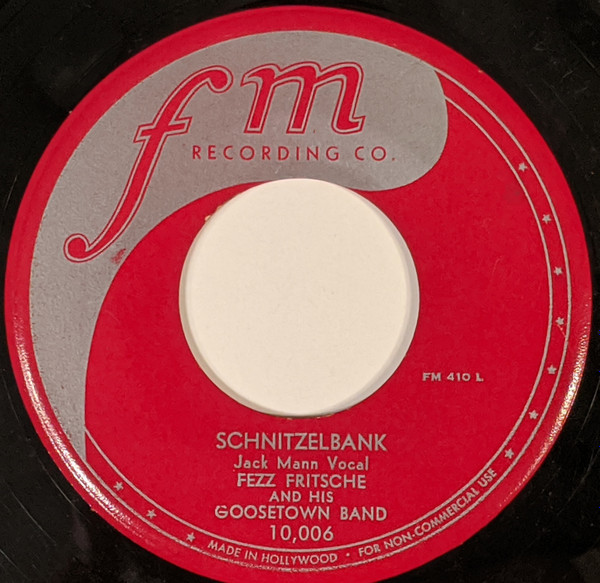 fm
RECORDING CO.
FM 410 L
SCHNITZELBANK
Jack Mann Vocal
FEZZ FRITSCHE
AND HIS
GOOSETOWN BAND
10,006
MADE IN HOLLYWOOD • FOR NON-COMMERCIAL USE